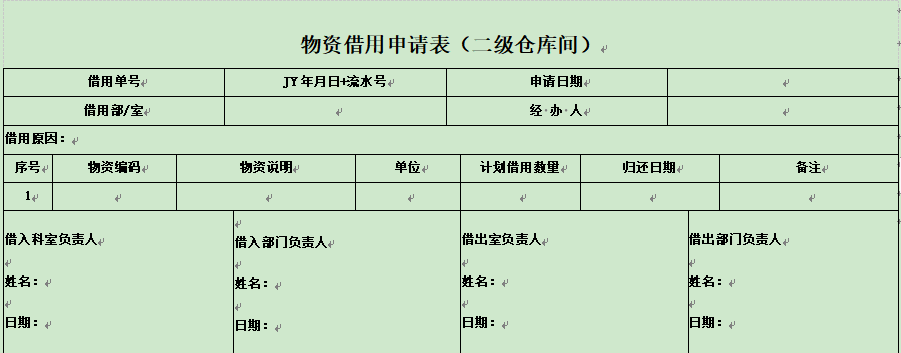 物资借用申请表（二级仓库间）
借用单号 JY年月日+流水号 申请日期
借用部/室 经 办 人
借用原因：
序号 物资编码 物资说明 单位 计划借用数量 归还日期 备注
1
借入科室负责人 借入部门负责人 借出室负责人 借出部门负责人
姓名： 姓名： 姓名： 姓名：
日期： 日期： 日期： 日期：